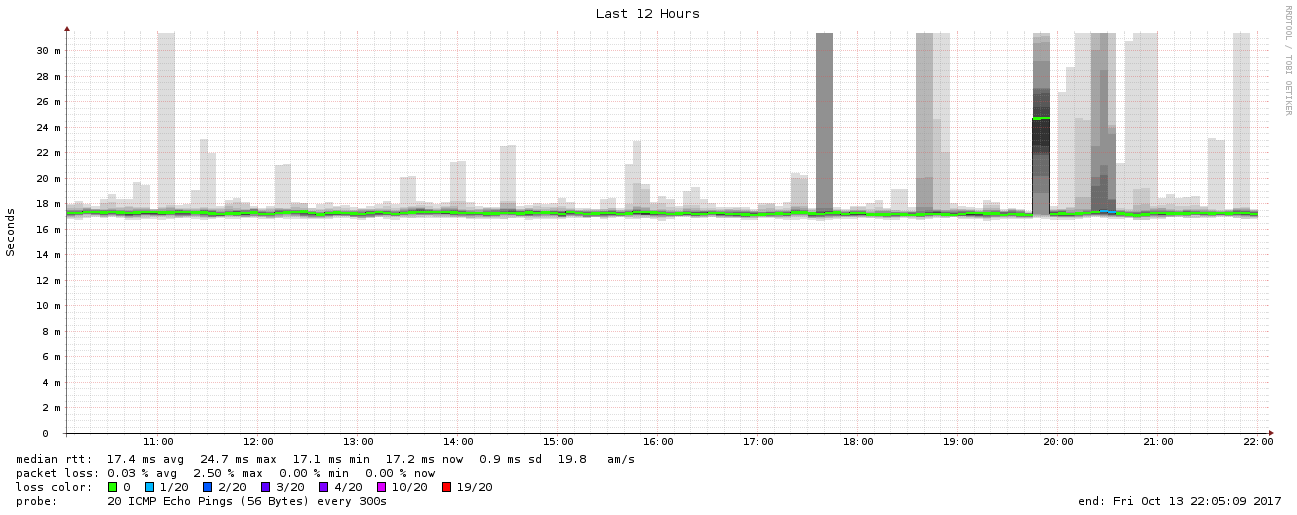 Last 12 Hours
RRDTOOL / TOBI OETIKER
Seconds
30 m
28 m
26 m
24 m
22 m
20 m
18 m
16 m
14 m
12 m
10 m
8 m
6 m
4 m
2 m
0
11:00 12:00 13:00 14:00 15:00 16:00 17:00 18:00 19:00 20:00 21:00 22:00
median rtt: 17.4 ms avg 24.7 ms max 17.1 ms min 17.2 ms now 0.9 ms sd 19.8 am/s
packet loss: 0.03 % avg 2.50 % max 0.00 % min 0.00 % now
loss color: 0 1/20 2/20 3/20 4/20 10/20 19/20
probe: 20 ICMP Echo Pings (56 Bytes) every 300s end: Fri Oct 13 22:05:09 2017